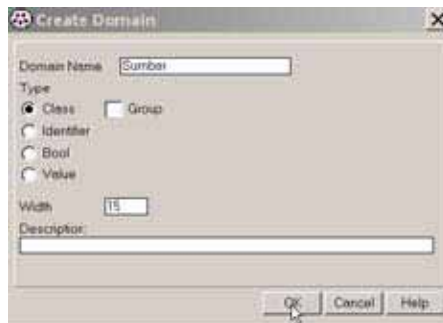 Create Domain
Domain Name Sumber
Type
Class Group
Identifier
Bool
Value
Width 15
Description:
OK Cancel Help